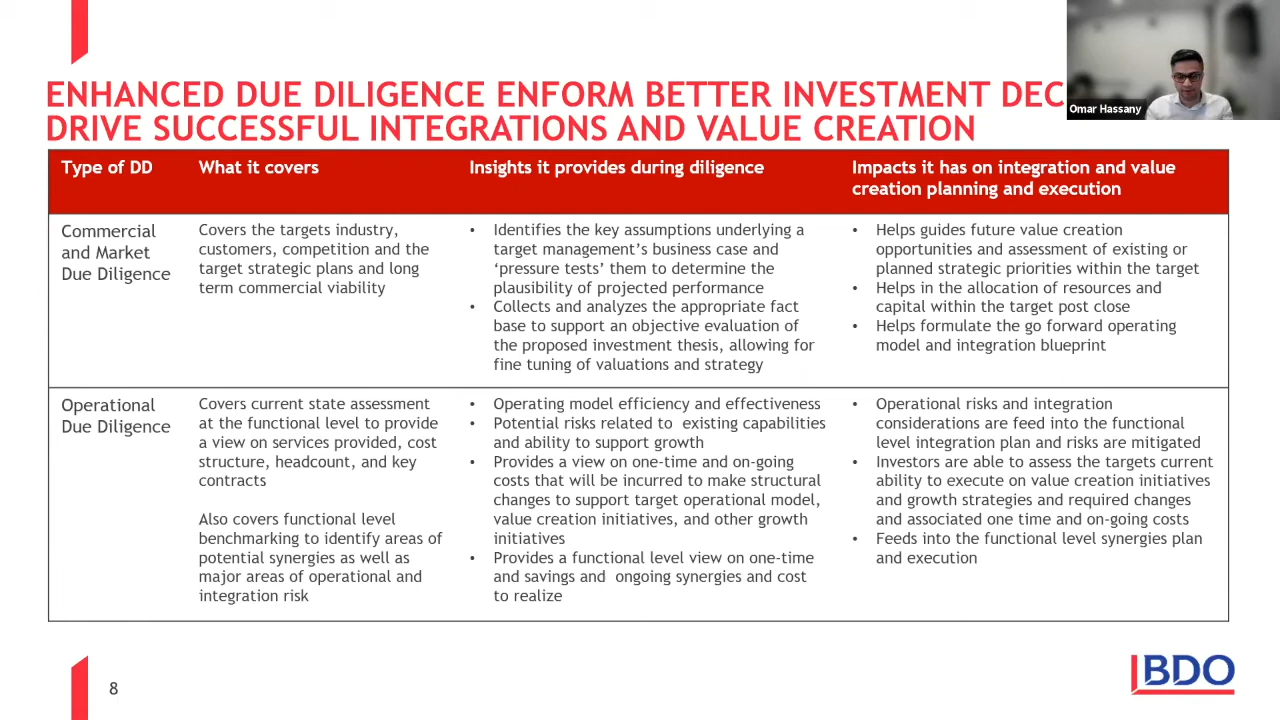 Omar Hassany
ENHANCED DUE DILIGENCE ENFORM BETTER INVESTMENT DEC
DRIVE SUCCESSFUL INTEGRATIONS AND VALUE CREATION
Type of DD
What it covers
Insights it provides during diligence
Impacts it has on integration and value
creation planning and execution
Commercial
and Market
Due Diligence
Covers the targets industry,
customers, competition and the
target strategic plans and long
term commercial viability
• Identifies the key assumptions underlying a
target management’s business case and
‘pressure tests’ them to determine the
plausibility of projected performance
• Collects and analyzes the appropriate fact
base to support an objective evaluation of
the proposed investment thesis, allowing for
fine tuning of valuations and strategy
• Helps guides future value creation
opportunities and assessment of existing or
planned strategic priorities within the target
• Helps in the allocation of resources and
capital within the target post close
• Helps formulate the go forward operating
model and integration blueprint
Operational
Due Diligence
Covers current state assessment
at the functional level to provide
a view on services provided, cost
structure, headcount, and key
contracts
Also covers functional level
benchmarking to identify areas of
potential synergies as well as
major areas of operational and
integration risk
• Operating model efficiency and effectiveness
• Potential risks related to existing capabilities
and ability to support growth
• Provides a view on one-time and on-going
costs that will be incurred to make structural
changes to support target operational model,
value creation initiatives, and other growth
initiatives
• Provides a functional level view on one-time
and savings and ongoing synergies and cost
to realize
• Operational risks and integration
considerations are feed into the functional
level integration plan and risks are mitigated
• Investors are able to assess the targets current
ability to execute on value creation initiatives
and growth strategies and required changes
and associated one time and on-going costs
• Feeds into the functional level synergies plan
and execution
8
BDO